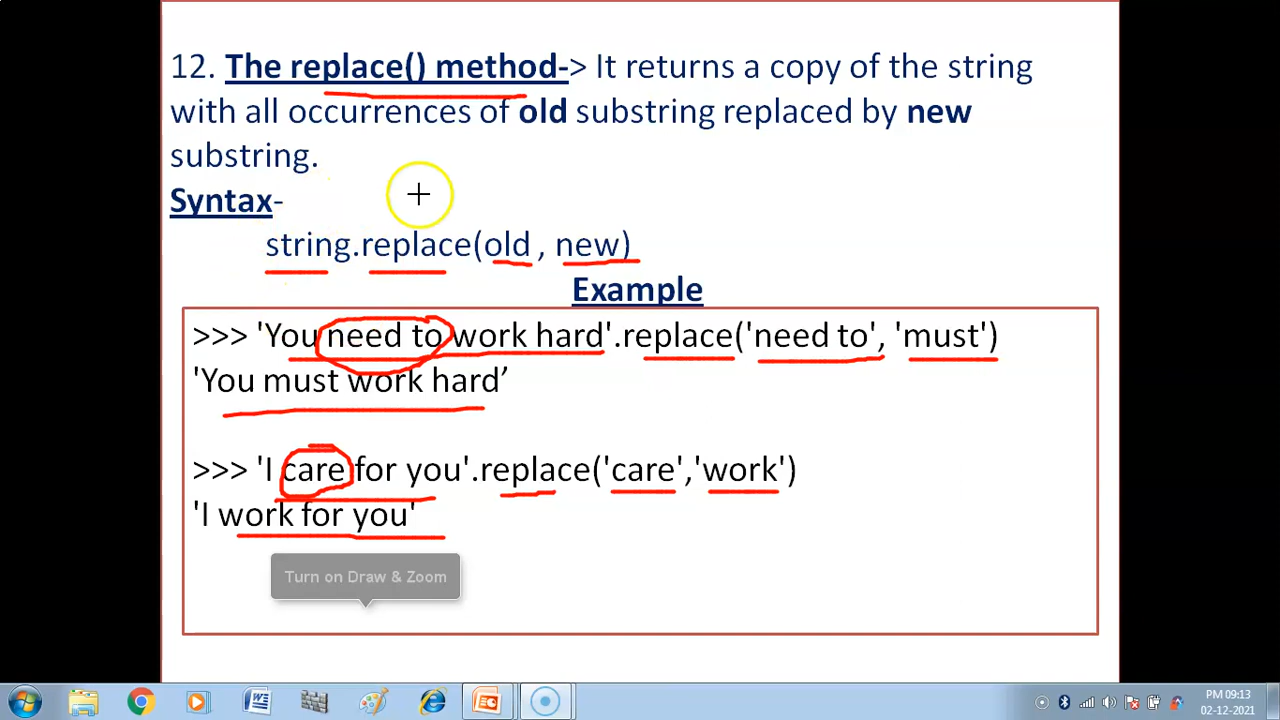 12. The replace() method-> It returns a copy of the string
with all occurrences of old substring replaced by new
substring.
Syntax-
string.replace(old , new)
Example
>>> 'You need to work hard'.replace('need to', 'must')
'You must work hard’
>>> 'I care for you'.replace('care','work')
'I work for you'
Turn on Draw & Zoom
PM 09:13
02-12-2021